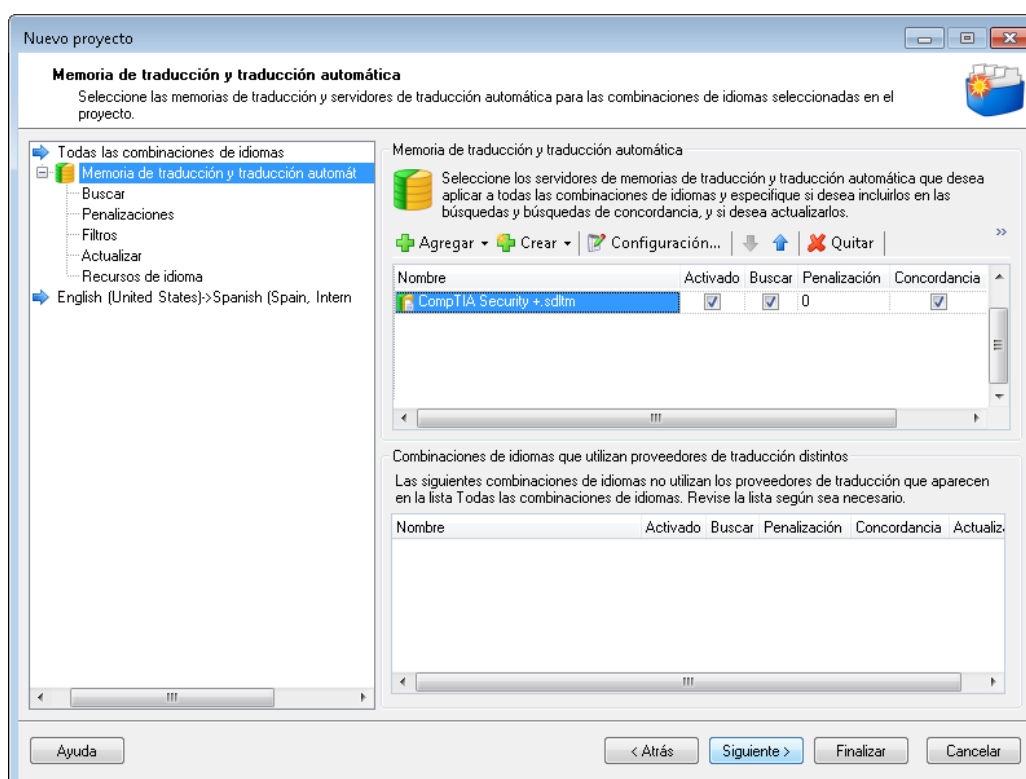 Nuevo proyecto
Memoria de traducción y traducción automática
Seleccione las memorias de traducción y servidores de traducción automática para las combinaciones de idiomas seleccionadas en el
proyecto.
Todas las combinaciones de idiomas
Memoria de traducción y traducción automát
Buscar
Penalizaciones
Filtros
Actualizar
Recursos de idioma
English (United States)->Spanish (Spain, Intern
Memoria de traducción y traducción automática
Seleccione los servidores de memorias de traducción y traducción automática que desea
aplicar a todas las combinaciones de idiomas y especifique si desea incluirlos en las
búsquedas y búsquedas de concordancia, y si desea actualizarlos.
Agregar Crear Configuración... Quitar »
Nombre Activado Buscar Penalización Concordancia
CompTIA Security +.sdltm 0
Combinaciones de idiomas que utilizan proveedores de traducción distintos
Las siguientes combinaciones de idiomas no utilizan los proveedores de traducción que aparecen
en la lista Todas las combinaciones de idiomas. Revise la lista según sea necesario.
Nombre Activado Buscar Penalización Concordancia Actualiz
Ayuda < Atrás Siguiente > Finalizar Cancelar